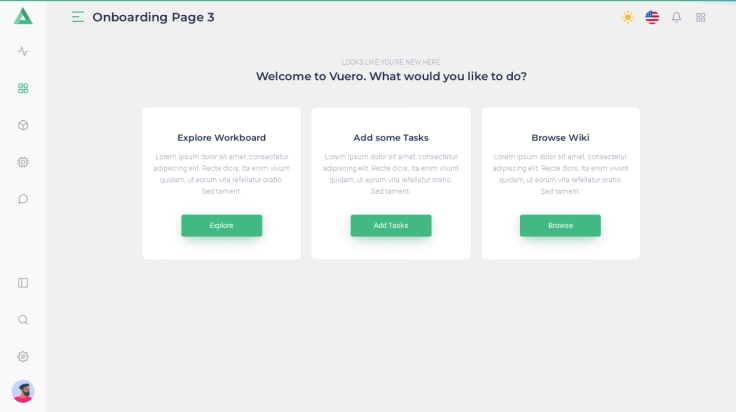 Onboarding Page 3
LOOKS LIKE YOU'RE NEW HERE
Welcome to Vuero. What would you like to do?
Explore Workboard
Lorem ipsum dolor sit amet, consectetur
adipiscing elit. Recte dicis; Ita enim vivunt
quidam, ut eorum vita refellatur oratio.
Sed tament.
Explore
Add some Tasks
Lorem ipsum dolor sit amet, consectetur
adipiscing elit. Recte dicis; Ita enim vivunt
quidam, ut eorum vita refellatur oratio.
Sed tament.
Add Tasks
Browse Wiki
Lorem ipsum dolor sit amet, consectetur
adipiscing elit. Recte dicis; Ita enim vivunt
quidam, ut eorum vita refellatur oratio.
Sed tament.
Browse